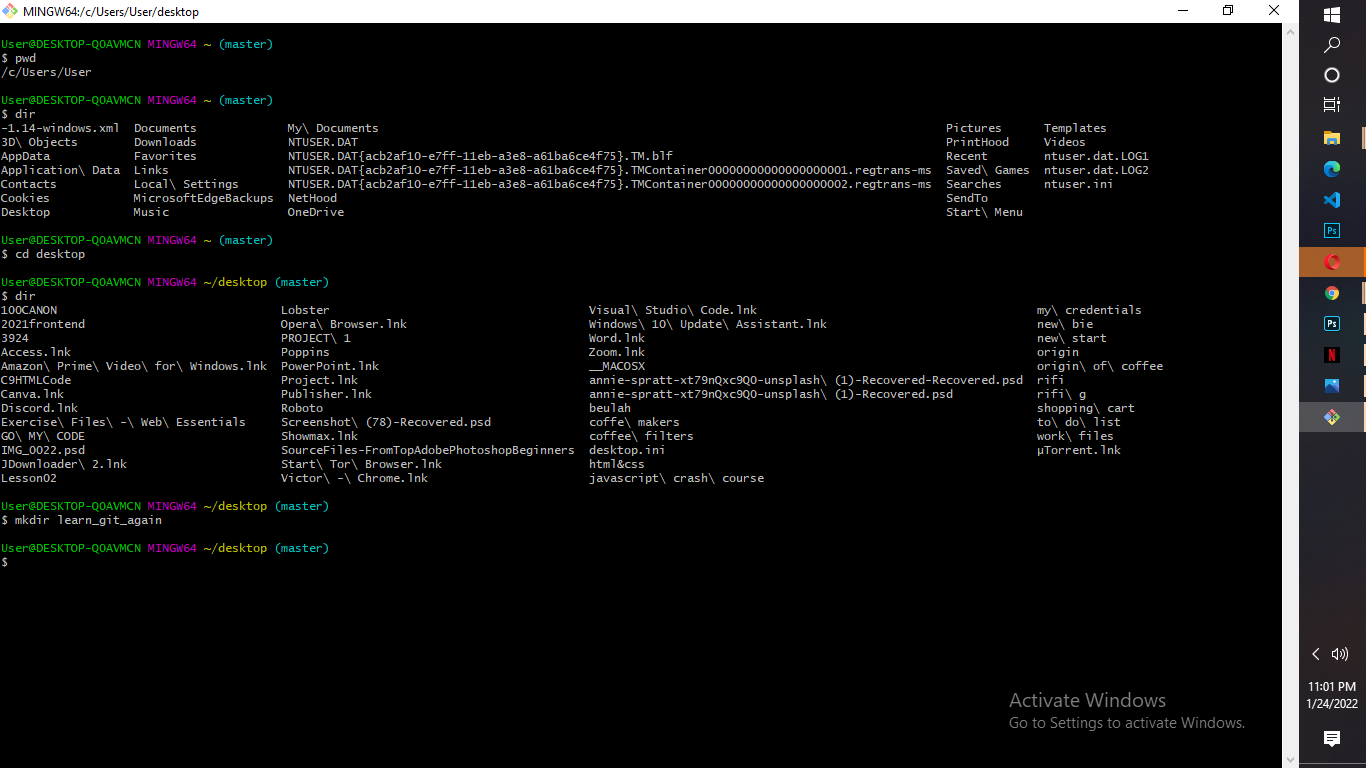 MINGW64:/c/Users/User/desktop
User@DESKTOP-QOAVMCN MINGW64 ~ (master)
$ pwd
/c/Users/User
User@DESKTOP-QOAVMCN MINGW64 ~ (master)
$ dir
-1.14-windows.xml Documents My\ Documents Pictures Templates
3D\ Objects Downloads NTUSER.DAT PrintHood Videos
AppData Favorites NTUSER.DAT{acb2af10-e7ff-11eb-a3e8-a61ba6ce4f75}.TM.blf Recent ntuser.dat.LOG1
Application\ Data Links NTUSER.DAT{acb2af10-e7ff-11eb-a3e8-a61ba6ce4f75}.TMContainer00000000000000000001.regtrans-ms Saved\ Games ntuser.dat.LOG2
Contacts Local\ Settings NTUSER.DAT{acb2af10-e7ff-11eb-a3e8-a61ba6ce4f75}.TMContainer00000000000000000002.regtrans-ms Searches ntuser.ini
Cookies MicrosoftEdgeBackups NetHood SendTo
Desktop Music OneDrive Start\ Menu
User@DESKTOP-QOAVMCN MINGW64 ~ (master)
$ cd desktop
User@DESKTOP-QOAVMCN MINGW64 ~/desktop (master)
$ dir
100CANON Lobster Visual\ Studio\ Code.lnk my\ credentials
2021frontend Opera\ Browser.lnk Windows\ 10\ Update\ Assistant.lnk new\ bie
3924 PROJECT\ 1 Word.lnk new\ start
Access.lnk Poppins Zoom.lnk origin
Amazon\ Prime\ Video\ for\ Windows.lnk PowerPoint.lnk __MACOSX origin\ of\ coffee
C9HTMLCode Project.lnk annie-spratt-xt79nQxc9QO-unsplash\ (1)-Recovered-Recovered.psd rifi
Canva.lnk Publisher.lnk annie-spratt-xt79nQxc9QO-unsplash\ (1)-Recovered.psd rifi\ g
Discord.lnk Roboto beulah shopping\ cart
Exercise\ Files\ -\ Web\ Essentials Screenshot\ (78)-Recovered.psd coffe\ makers to\ do\ list
GO\ MY\ CODE Showmax.lnk coffee\ filters work\ files
IMG_0022.psd SourceFiles-FromTopAdobePhotoshopBeginners desktop.ini µTorrent.lnk
JDownloader\ 2.lnk Start\ Tor\ Browser.lnk html&css
Lesson02 Victor\ -\ Chrome.lnk javascript\ crash\ course
User@DESKTOP-QOAVMCN MINGW64 ~/desktop (master)
$ mkdir learn_git_again
User@DESKTOP-QOAVMCN MINGW64 ~/desktop (master)
$
Activate Windows
Go to Settings to activate Windows.
Ps
Ps
N
11:01 PM
1/24/2022